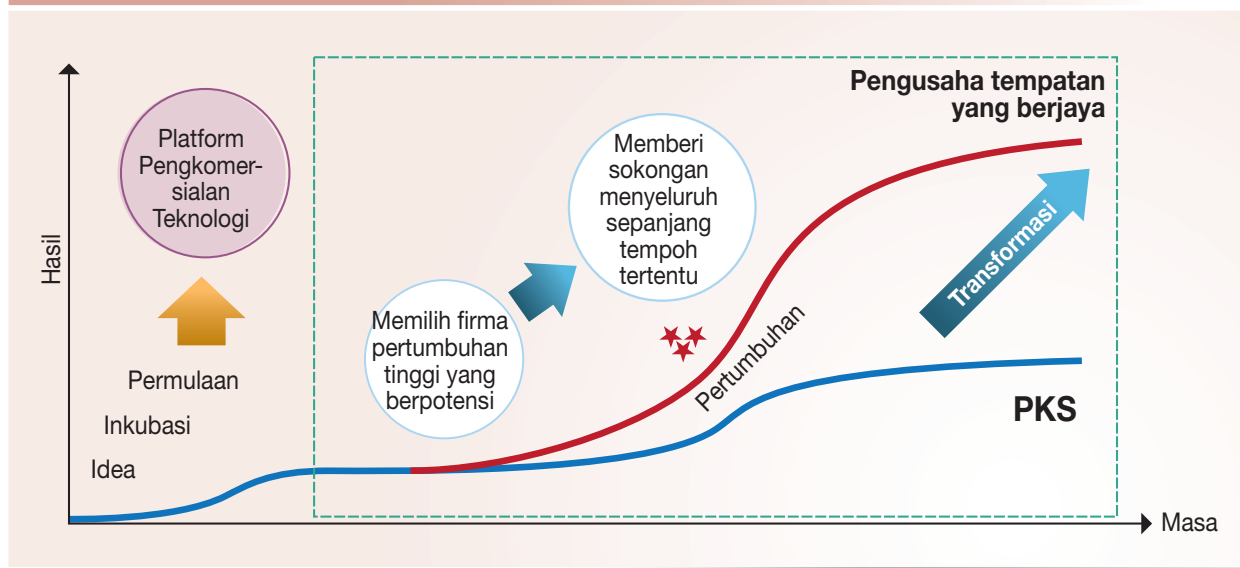 Hasil
Platform
Pengkomer-
sialan
Teknologi
Permulaan
Inkubasi
Idea
Memilih firma
pertumbuhan
tinggi yang
berpotensi
Memberi
sokongan
menyeluruh
sepanjang
tempoh
tertentu
Pertumbuhan
Pengusaha tempatan
yang berjaya
Transformasi
PKS
Masa